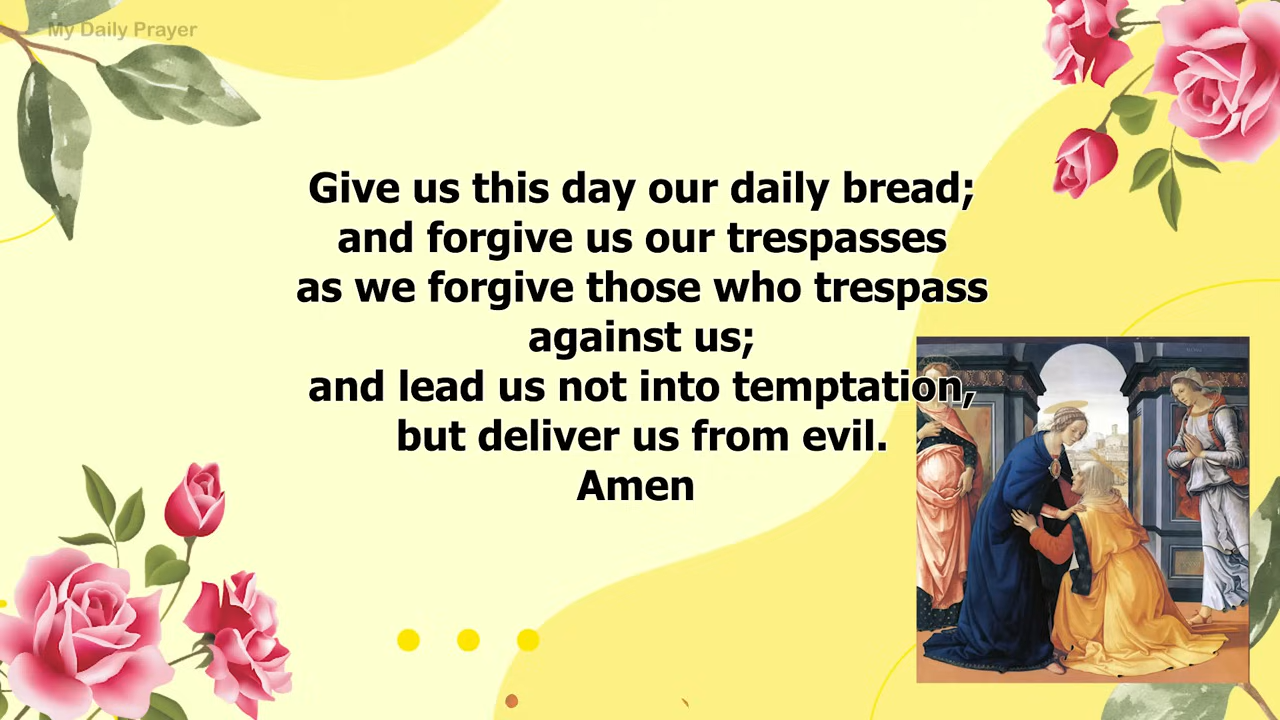 My Daily Prayer
Give us this day our daily bread;
and forgive us our trespasses
as we forgive those who trespass
against us;
and lead us not into temptation,
but deliver us from evil.
Amen